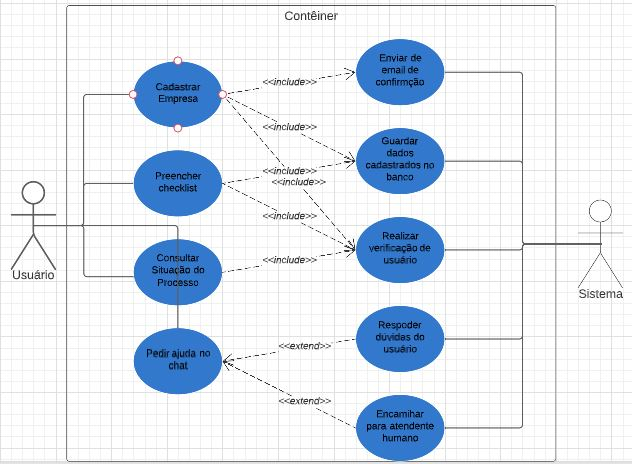 Contêiner
Cadastrar
Empresa
<<include>>
Enviar de
email de
confirmção
<<include>>
Guardar
dados
cadastrados no
banco
Preencher
checklist
<<include>>
<<include>>
<<include>>
Realizar
verificação de
usuário
Consultar
Situação do
Processo
<<include>>
Usuário
Sistema
Respoder
dúvidas do
usuário
<<extend>>
Pedir ajuda no
chat
<<extend>>
Encamihar
para atendente
humano